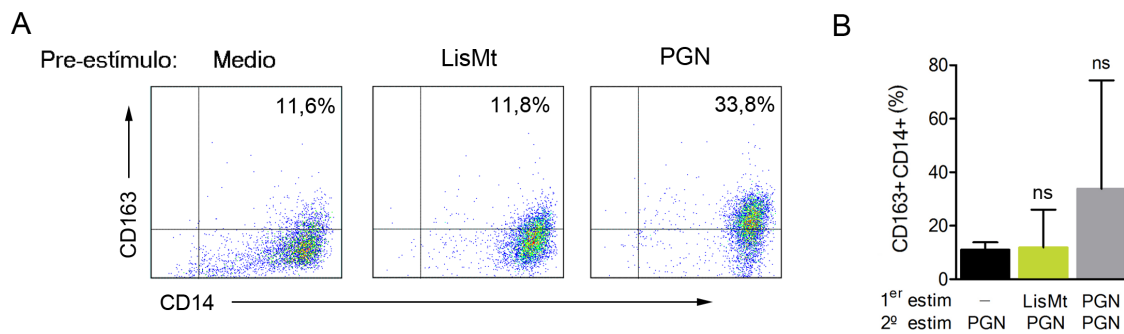 A
Pre-estímulo: Medio LisMt PGN
11,6% 11,8% 33,8%
CD163
CD14
B
ns
ns
80
60
40
20
0
CD163+ CD14+ (%)
1er estim – LisMt PGN
2º estim PGN PGN PGN